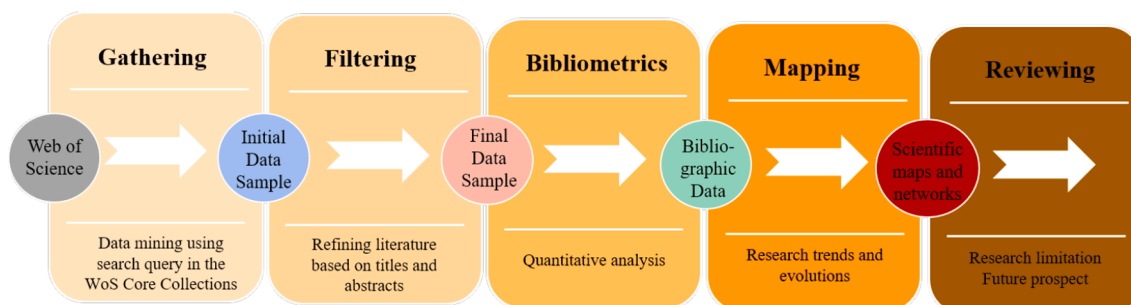 Gathering
Filtering
Bibliometrics
Mapping
Reviewing
Web of
Science
Initial
Data
Sample
Final
Data
Sample
Biblio-
graphic
Data
Scientific
maps and
networks
Data mining using
search query in the
WoS Core Collections
Refining literature
based on titles and
abstracts
Quantitative analysis
Research trends and
evolutions
Research limitation
Future prospect